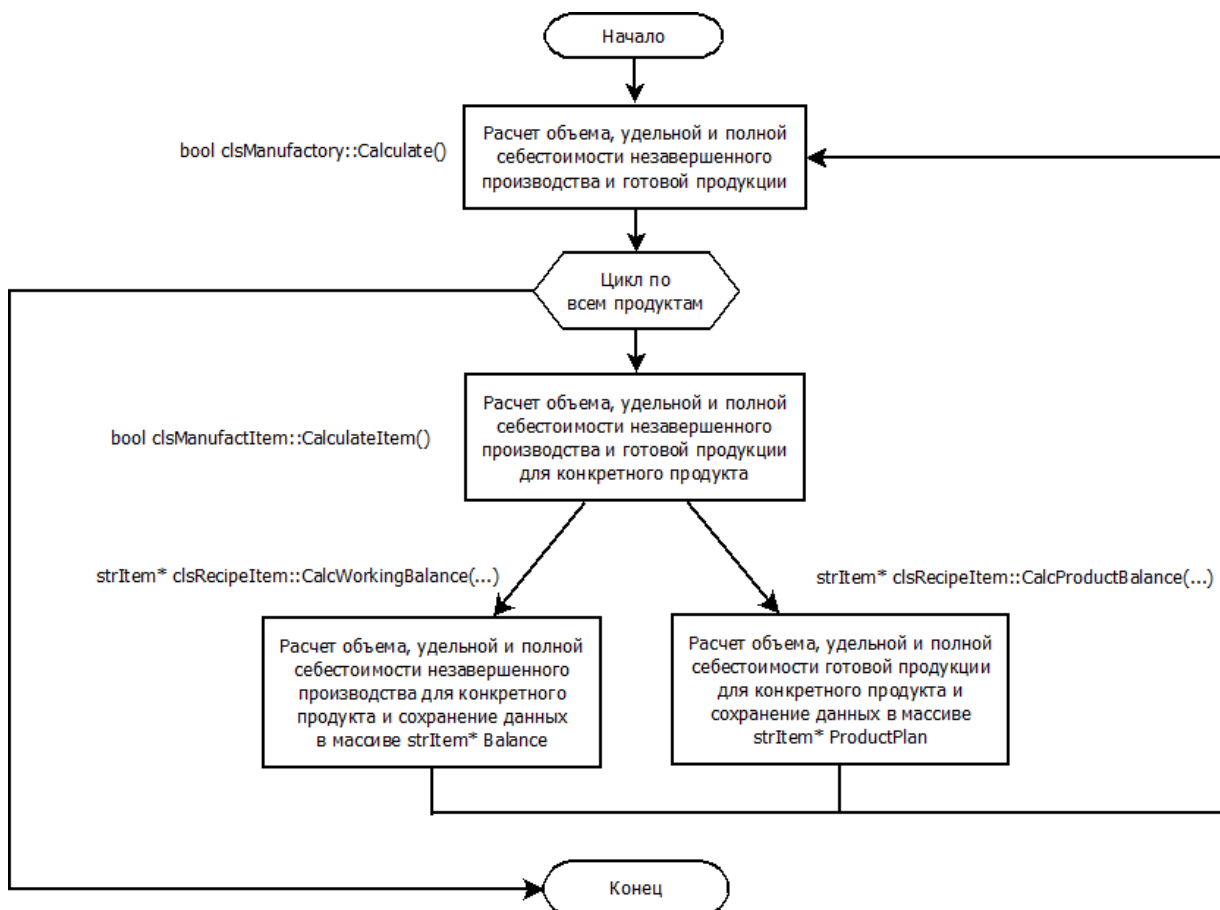 Начало
bool clsManufactory::Calculate()
Расчет объема, удельной и полной
себестоимости незавершенного
производства и готовой продукции
Цикл по
всем продуктам
bool clsManufactItem::CalculateItem()
Расчет объема, удельной и полной
себестоимости незавершенного
производства и готовой продукции
для конкретного продукта
strItem* clsRecipeItem::CalcWorkingBalance(...)
strItem* clsRecipeItem::CalcProductBalance(...)
Расчет объема, удельной и полной
себестоимости незавершенного
производства для конкретного
продукта и сохранение данных
в массиве strItem* Balance
Расчет объема, удельной и полной
себестоимости готовой продукции
для конкретного продукта и
сохранение данных в массиве
strItem* ProductPlan
Конец